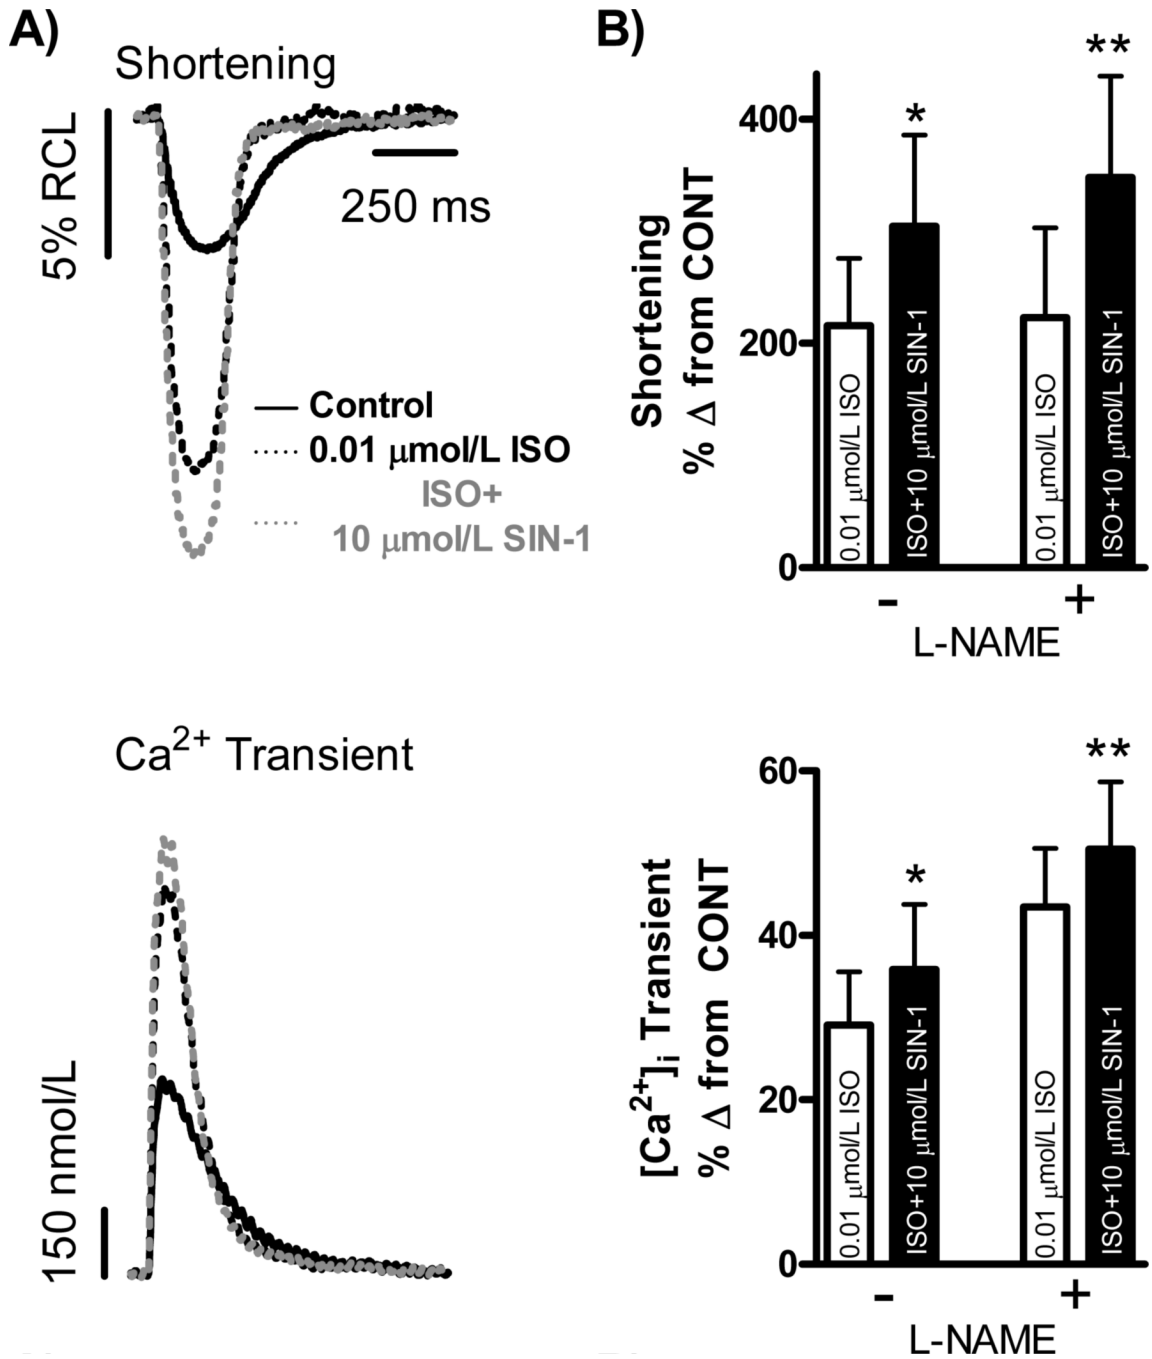 A)
Shortening
5% RCL
250 ms
Control
0.01 μmol/L ISO
ISO+
10 μmol/L SIN-1
B)
Shortening
% Δ from CONT
400
200
0
*
**
0.01 μmol/L ISO
ISO+10 μmol/L SIN-1
0.01 μmol/L ISO
ISO+10 μmol/L SIN-1
- +
L-NAME
Ca²⁺ Transient
150 nmol/L
[Ca²⁺]ᵢ Transient
% Δ from CONT
60
40
20
0
*
**
0.01 μmol/L ISO
ISO+10 μmol/L SIN-1
0.01 μmol/L ISO
ISO+10 μmol/L SIN-1
- +
L-NAME